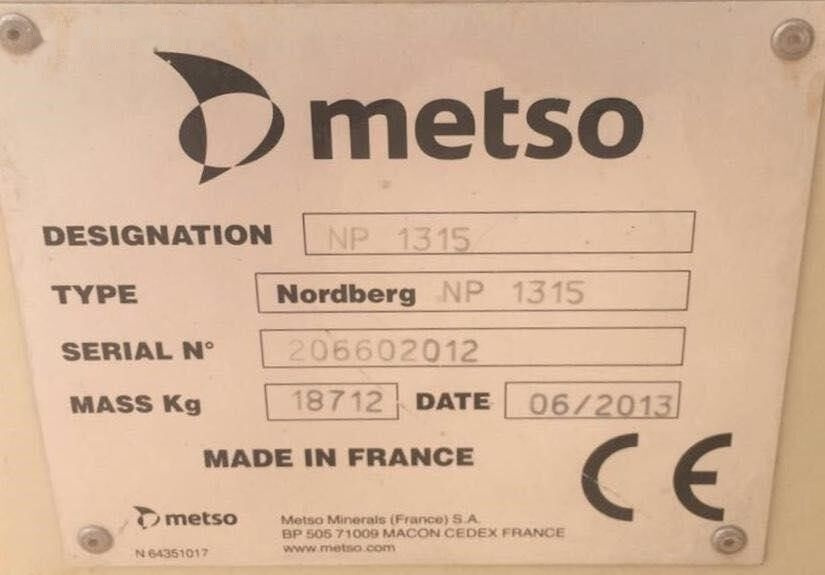 metso
DESIGNATION NP 1315
TYPE Nordberg NP 1315
SERIAL N° 206602012
MASS Kg 18712 DATE 06/2013
MADE IN FRANCE CE
metso
N 64351017
Metso Minerals (France) S.A.
BP 505 71009 MACON CEDEX FRANCE
www.metso.com